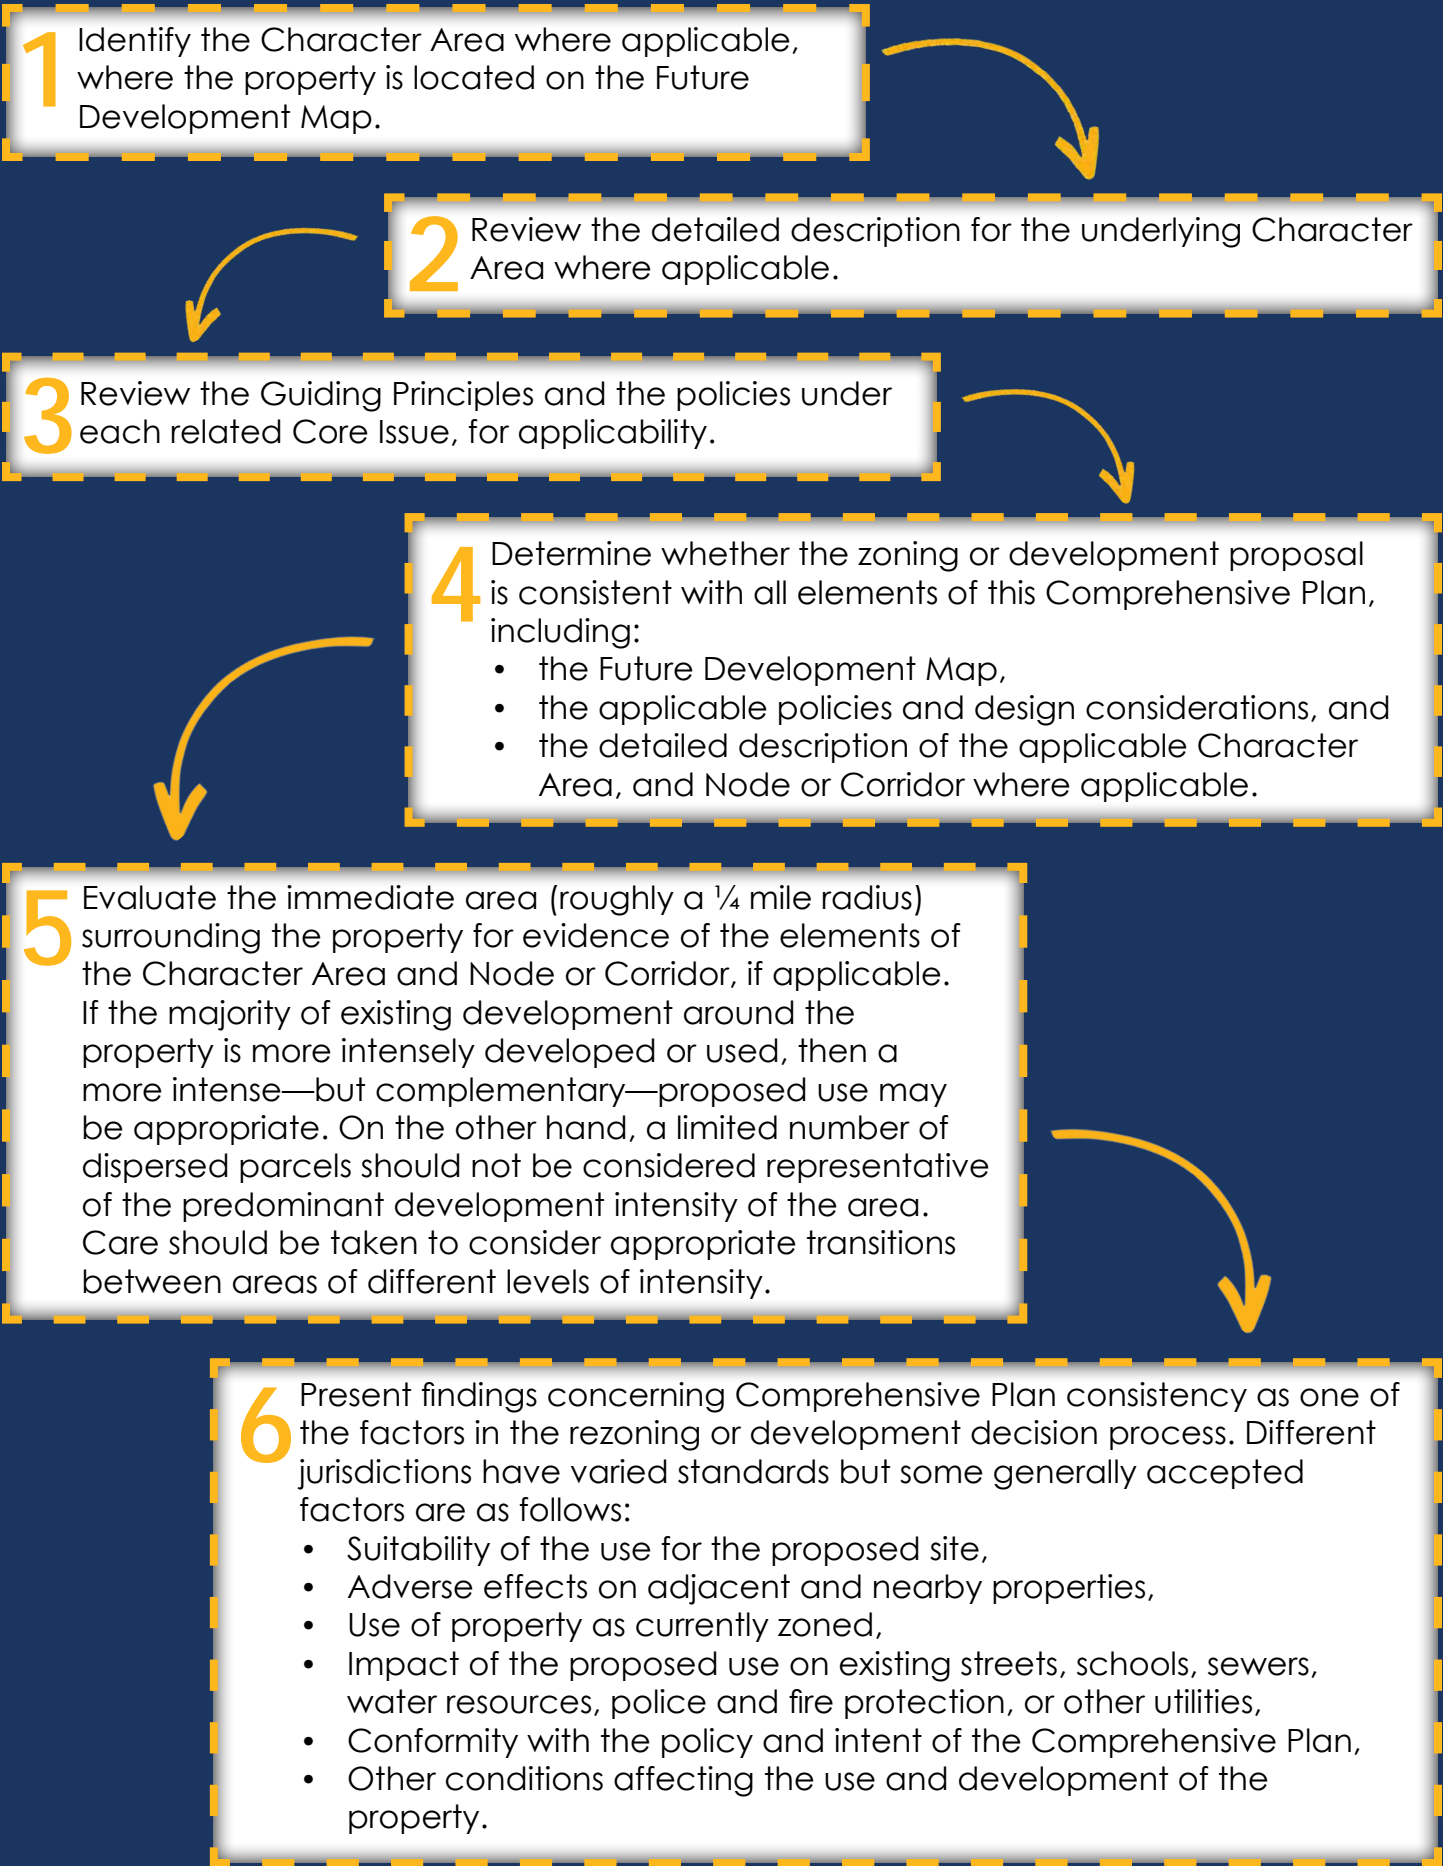 1
Identify the Character Area where applicable,
where the property is located on the Future
Development Map.
2
Review the detailed description for the underlying Character
Area where applicable.
3
Review the Guiding Principles and the policies under
each related Core Issue, for applicability.
4
Determine whether the zoning or development proposal
is consistent with all elements of this Comprehensive Plan,
including:
• the Future Development Map,
• the applicable policies and design considerations, and
• the detailed description of the applicable Character
Area, and Node or Corridor where applicable.
5
Evaluate the immediate area (roughly a ¼ mile radius)
surrounding the property for evidence of the elements of
the Character Area and Node or Corridor, if applicable.
If the majority of existing development around the
property is more intensely developed or used, then a
more intense—but complementary—proposed use may
be appropriate. On the other hand, a limited number of
dispersed parcels should not be considered representative
of the predominant development intensity of the area.
Care should be taken to consider appropriate transitions
between areas of different levels of intensity.
6
Present findings concerning Comprehensive Plan consistency as one of
the factors in the rezoning or development decision process. Different
jurisdictions have varied standards but some generally accepted
factors are as follows:
• Suitability of the use for the proposed site,
• Adverse effects on adjacent and nearby properties,
• Use of property as currently zoned,
• Impact of the proposed use on existing streets, schools, sewers,
water resources, police and fire protection, or other utilities,
• Conformity with the policy and intent of the Comprehensive Plan,
• Other conditions affecting the use and development of the
property.